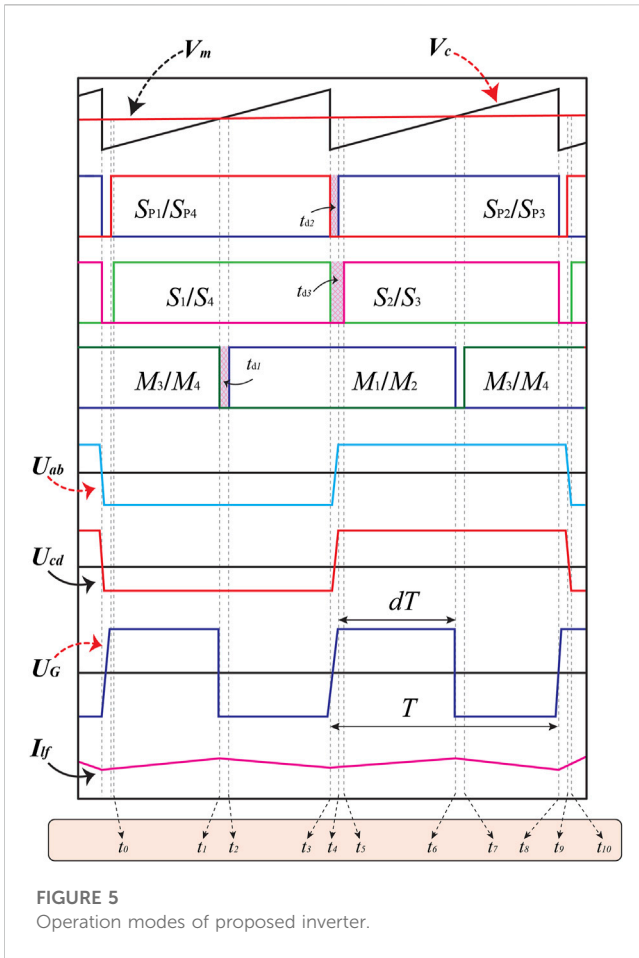 Vm Vc
SP1/SP4 td2 SP2/SP3
S1/S4 td3 S2/S3
M3/M4 td1 M1/M2 M3/M4
Uab
Ucd
dT
UG
T
Ilf
t0 t1 t2 t3 t4 t5 t6 t7 t8 t9 t10
FIGURE 5
Operation modes of proposed inverter.